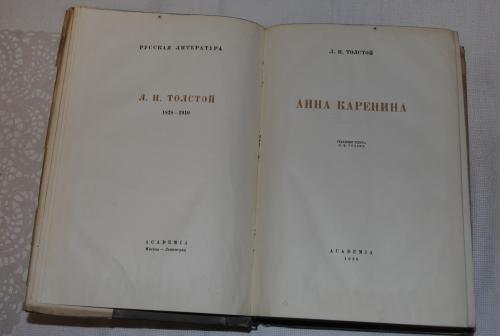 РУССКАЯ ЛИТЕРАТУРА
Л. Н. ТОЛСТОЙ
1828—1910
ACADEMIA
Москва—Ленинград
Л. Н. ТОЛСТОЙ
АННА КАРЕНИНА
ACADEMIA